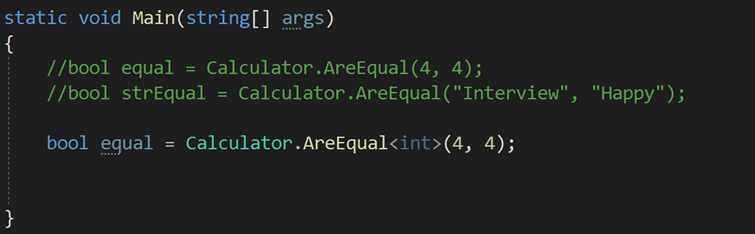 static void Main(string[] args)
{
//bool equal = Calculator.AreEqual(4, 4);
//bool strEqual = Calculator.AreEqual("Interview", "Happy");
bool equal = Calculator.AreEqual<int>(4, 4);
}